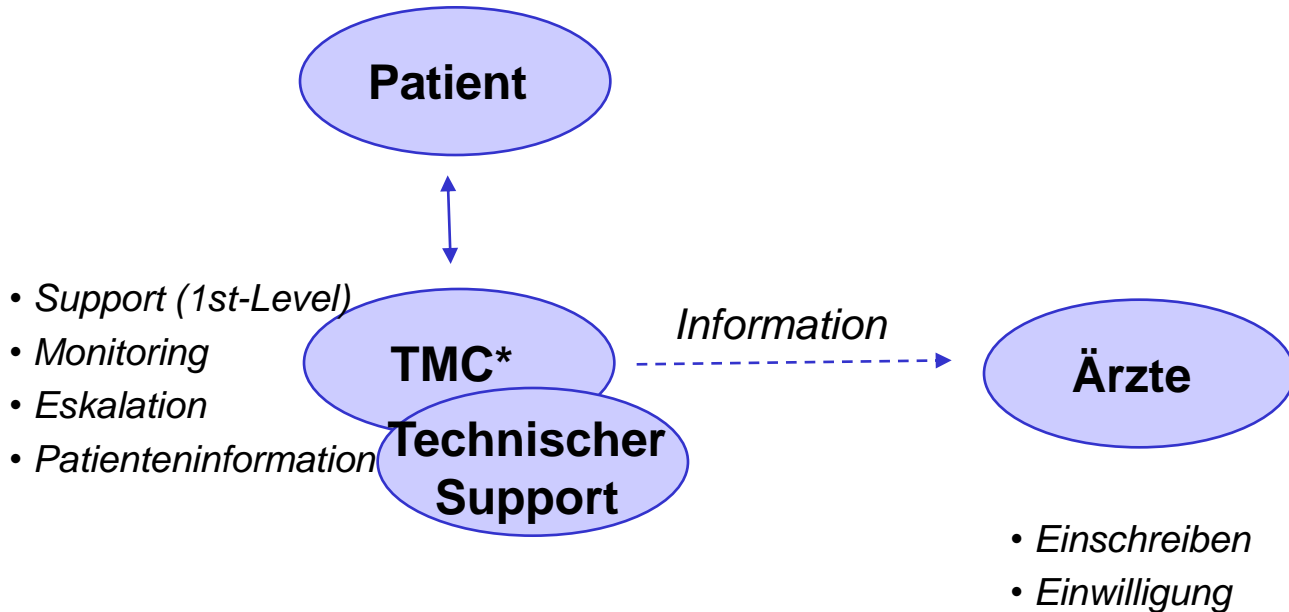 Patient
• Support (1st-Level)
• Monitoring
• Eskalation
• Patienteninformation
TMC*
Technischer
Support
Information
Ärzte
• Einschreiben
• Einwilligung